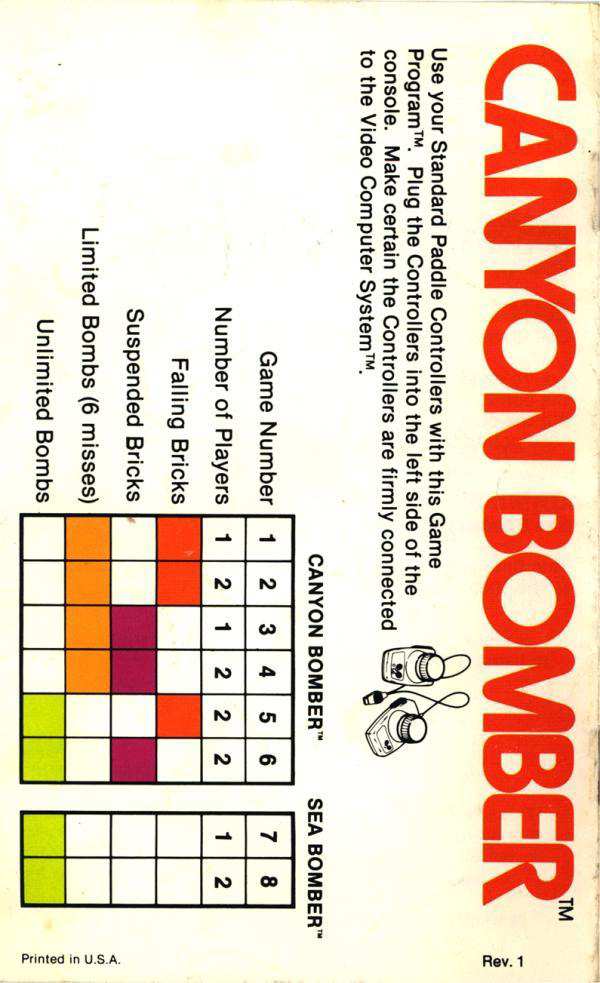 CANYON BOMBER™
Use your Standard Paddle Controllers with this Game
Program™. Plug the Controllers into the left side of the
console. Make certain the Controllers are firmly connected
to the Video Computer System™.
CANYON BOMBER™ SEA BOMBER™
Game Number 1 2 3 4 5 6 7 8
Number of Players 1 2 1 2 2 2 1 2
Falling Bricks
Suspended Bricks
Limited Bombs (6 misses)
Unlimited Bombs
Rev. 1
Printed in U.S.A.